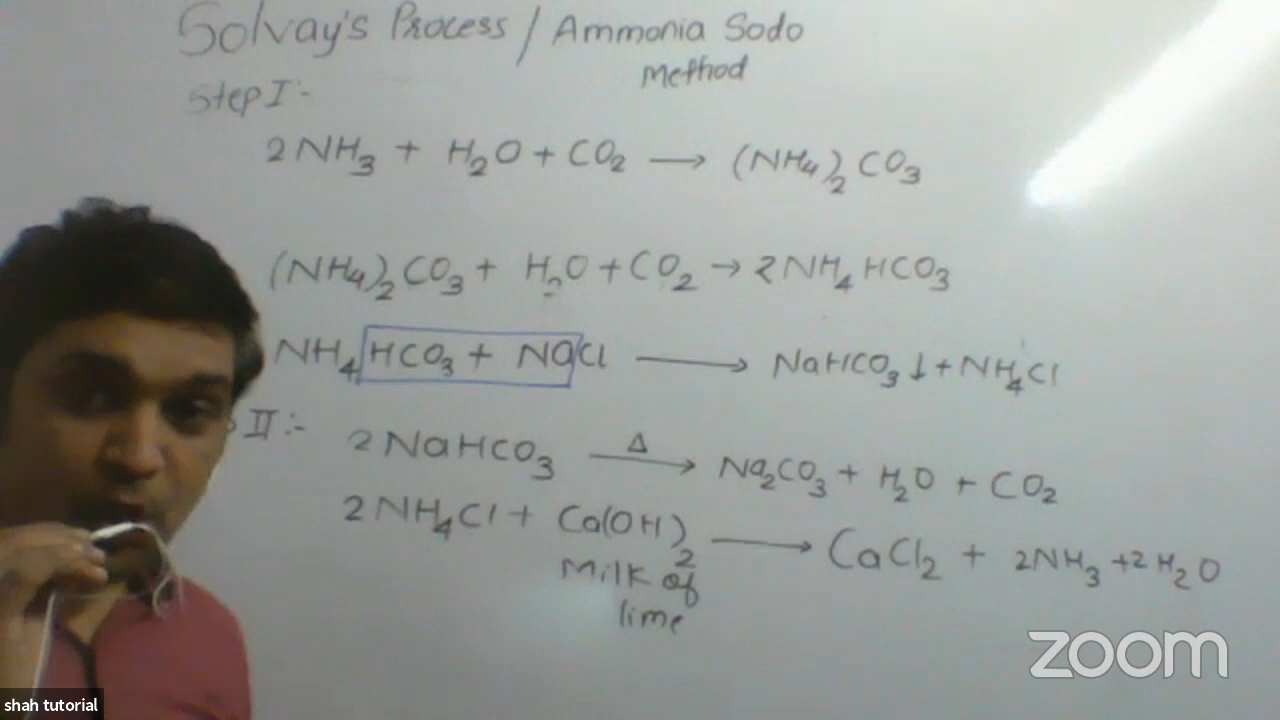 Solvay's Process / Ammonia Sodo
Method
Step I :-
2NH₃ + H₂O + CO₂ → (NH₄)₂CO₃
(NH₄)₂CO₃ + H₂O + CO₂ → 2NH₄HCO₃
NH₄HCO₃ + NaCl → NaHCO₃↓ + NH₄Cl
II :-
2NaHCO₃ Δ→ Na₂CO₃ + H₂O + CO₂
2NH₄Cl + Ca(OH)₂ → CaCl₂ + 2NH₃ + 2H₂O
Milk of
lime
zoom
shah tutorial